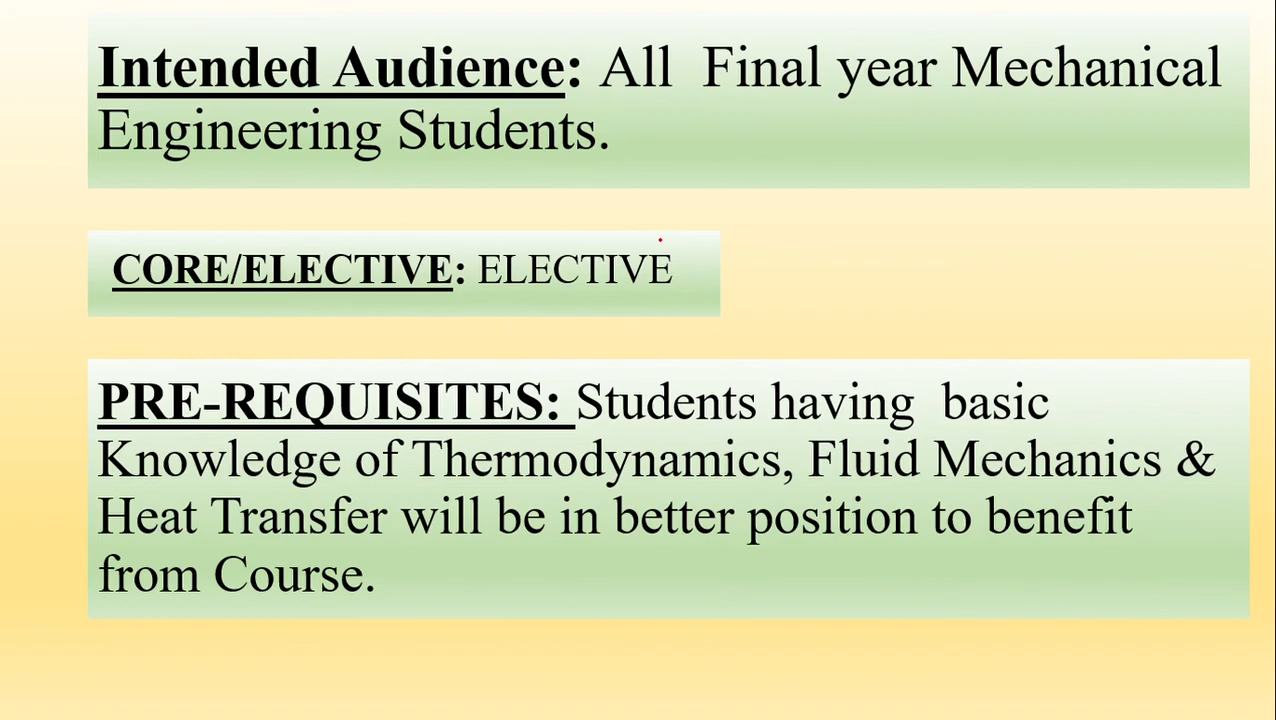 Intended Audience: All  Final year Mechanical
Engineering Students.
CORE/ELECTIVE: ELECTIVE
PRE-REQUISITES: Students having  basic
Knowledge of Thermodynamics, Fluid Mechanics &
Heat Transfer will be in better position to benefit
from Course.